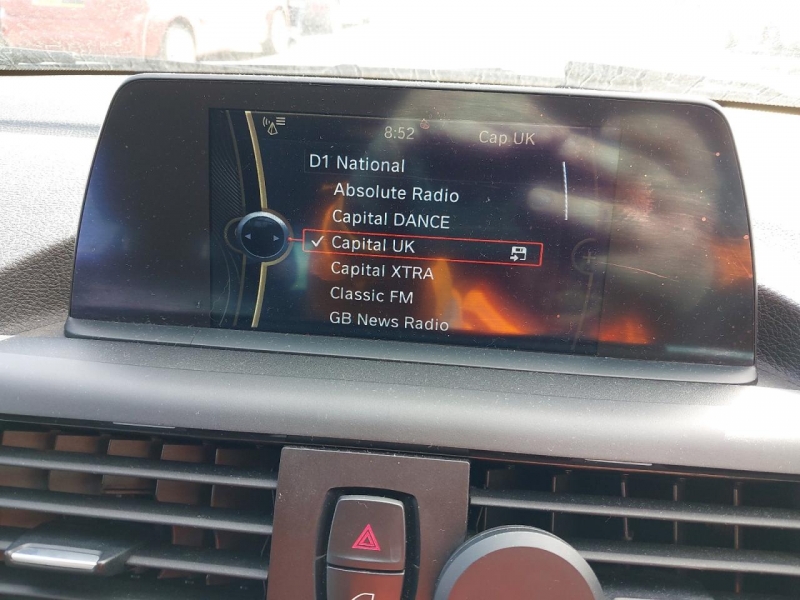 8:52 Cap UK
D1 National
Absolute Radio
Capital DANCE
Capital UK
Capital XTRA
Classic FM
GB News Radio